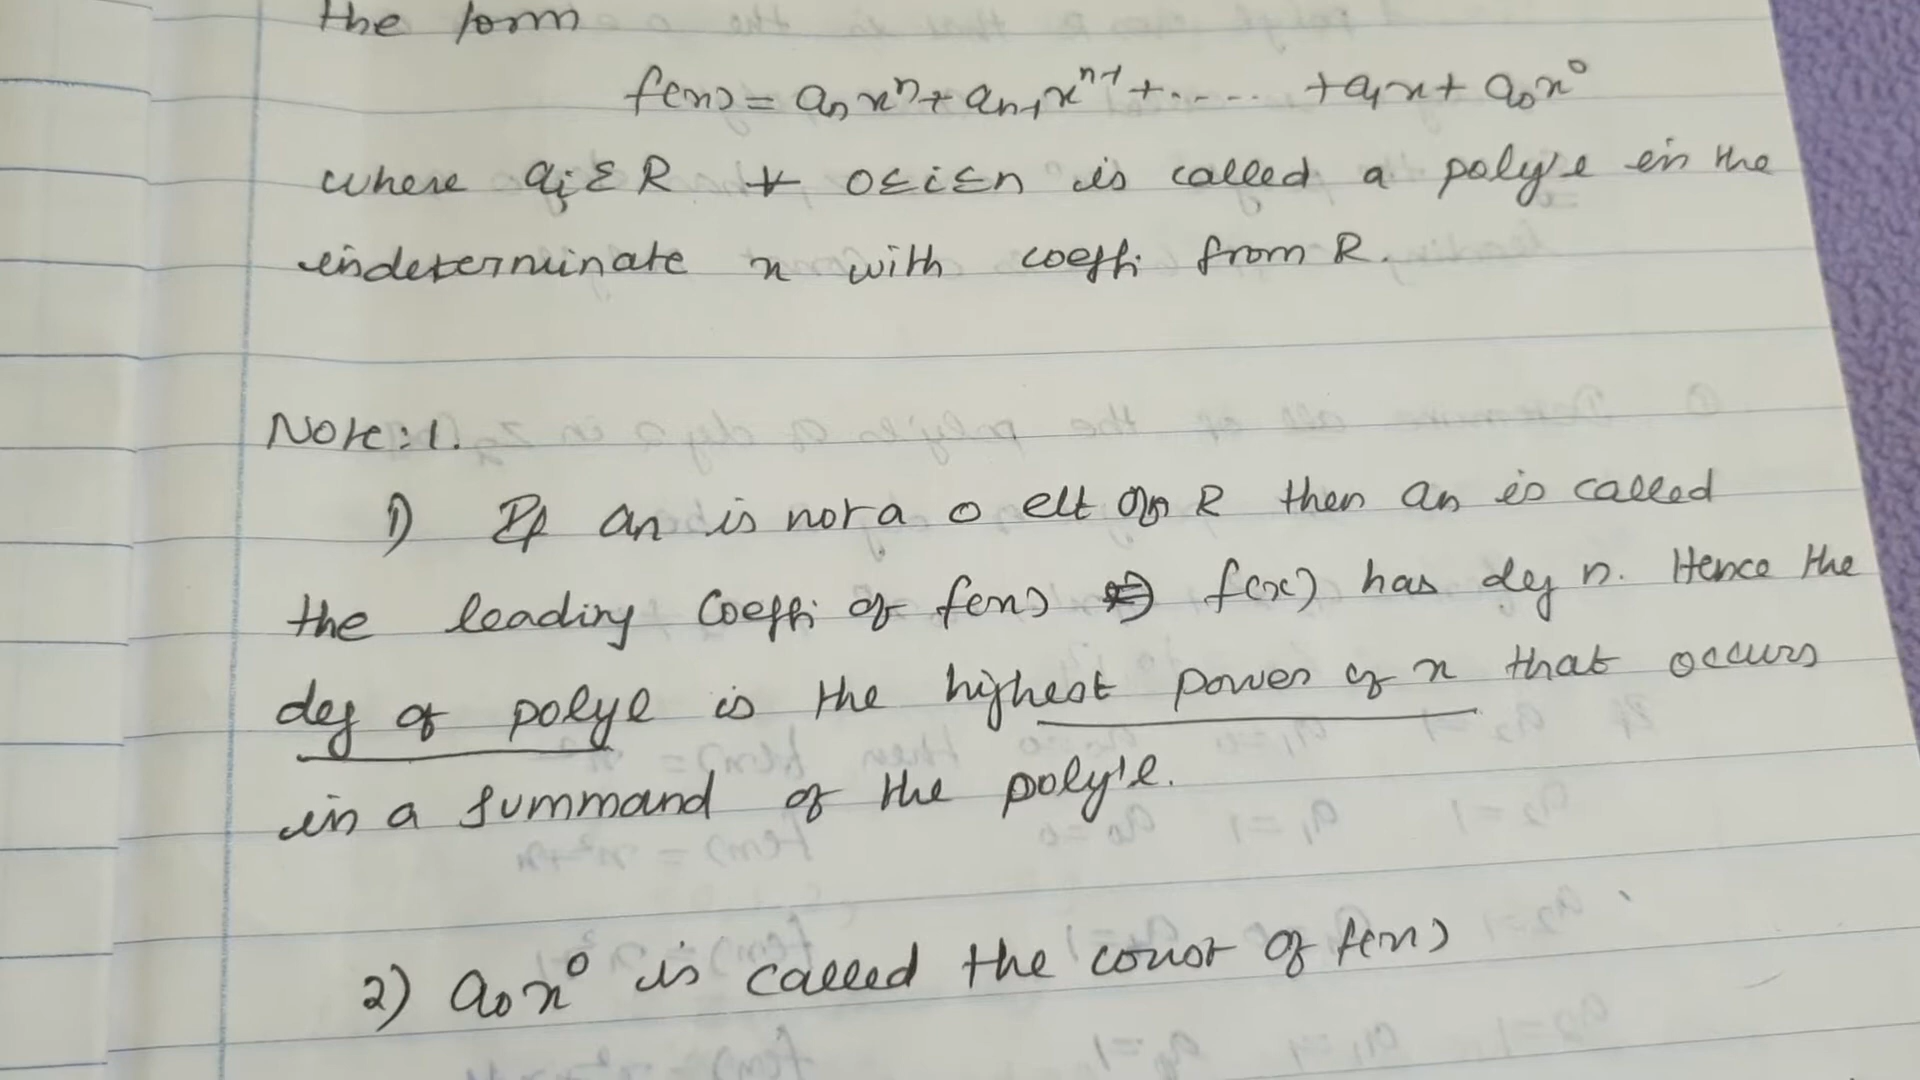 the form
f(x) = aₙxⁿ + aₙ₋₁xⁿ⁻¹ + ..... + a₁x + a₀x⁰
where aᵢ ε R ∀ 0≤i≤n is called a poly'l in the
indeterminate x with coeffi from R.
Note: 1.
1) If an is not a 0 elt of R then an is called
the leading coeffi of f(x) ⇒ f(x) has deg n. Hence the
deg of polyl is the highest power of x that occurs
in a summand of the poly'l.
2) a₀x⁰ is called the const of f(x)